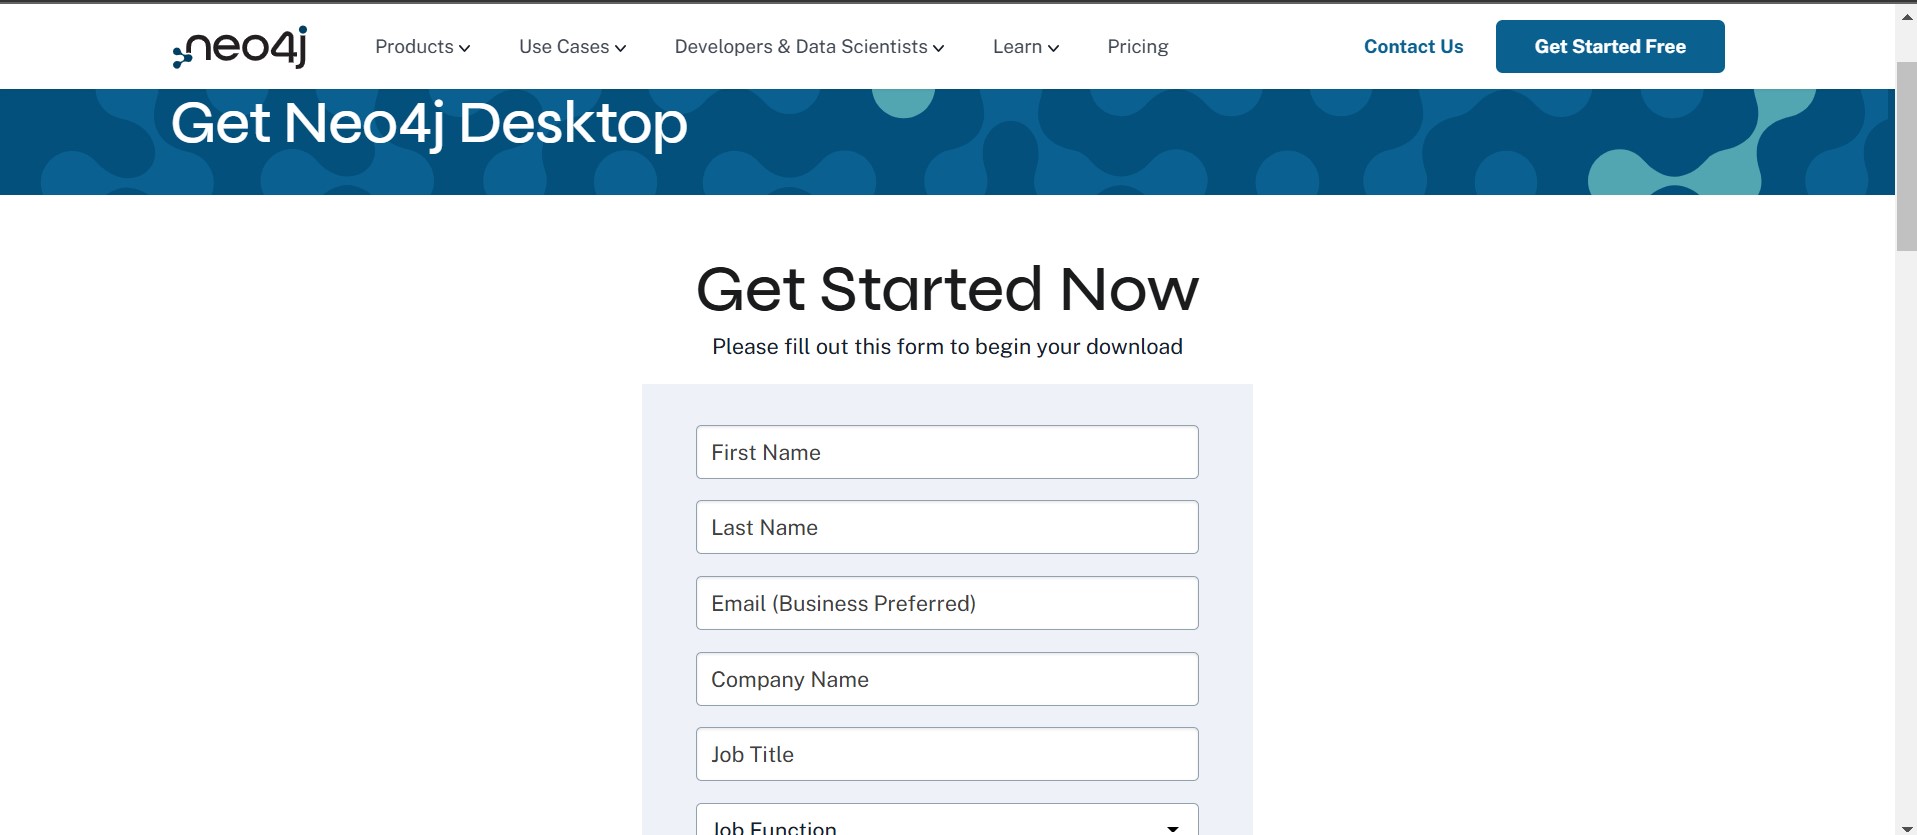 neo4j Products Use Cases Developers & Data Scientists Learn Pricing Contact Us Get Started Free
Get Neo4j Desktop
Get Started Now
Please fill out this form to begin your download
First Name
Last Name
Email (Business Preferred)
Company Name
Job Title
Job Function